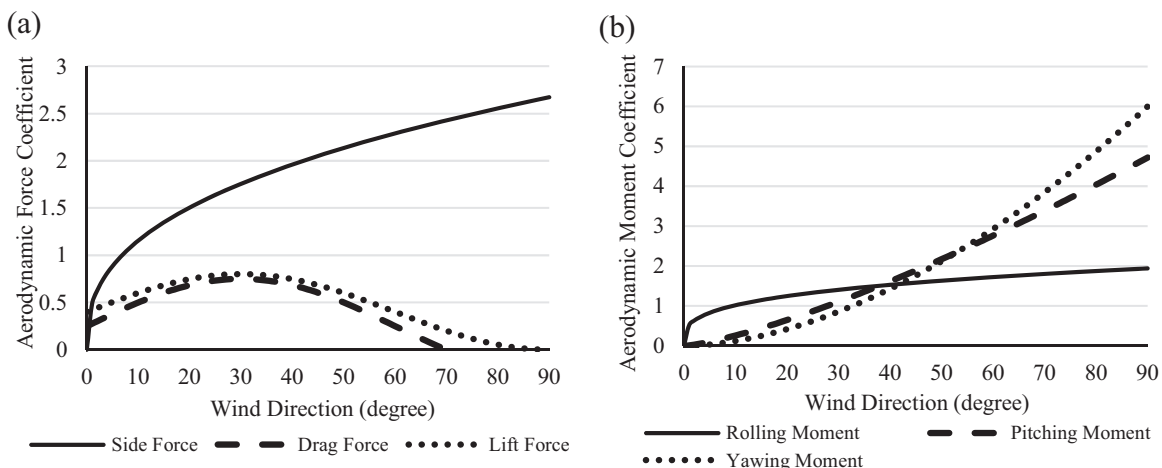 (a)
Aerodynamic Force Coefficient
3
2.5
2
1.5
1
0.5
0
0 10 20 30 40 50 60 70 80 90
Wind Direction (degree)
Side Force Drag Force Lift Force
(b)
Aerodynamic Moment Coefficient
7
6
5
4
3
2
1
0
0 10 20 30 40 50 60 70 80 90
Wind Direction (degree)
Rolling Moment Pitching Moment
Yawing Moment